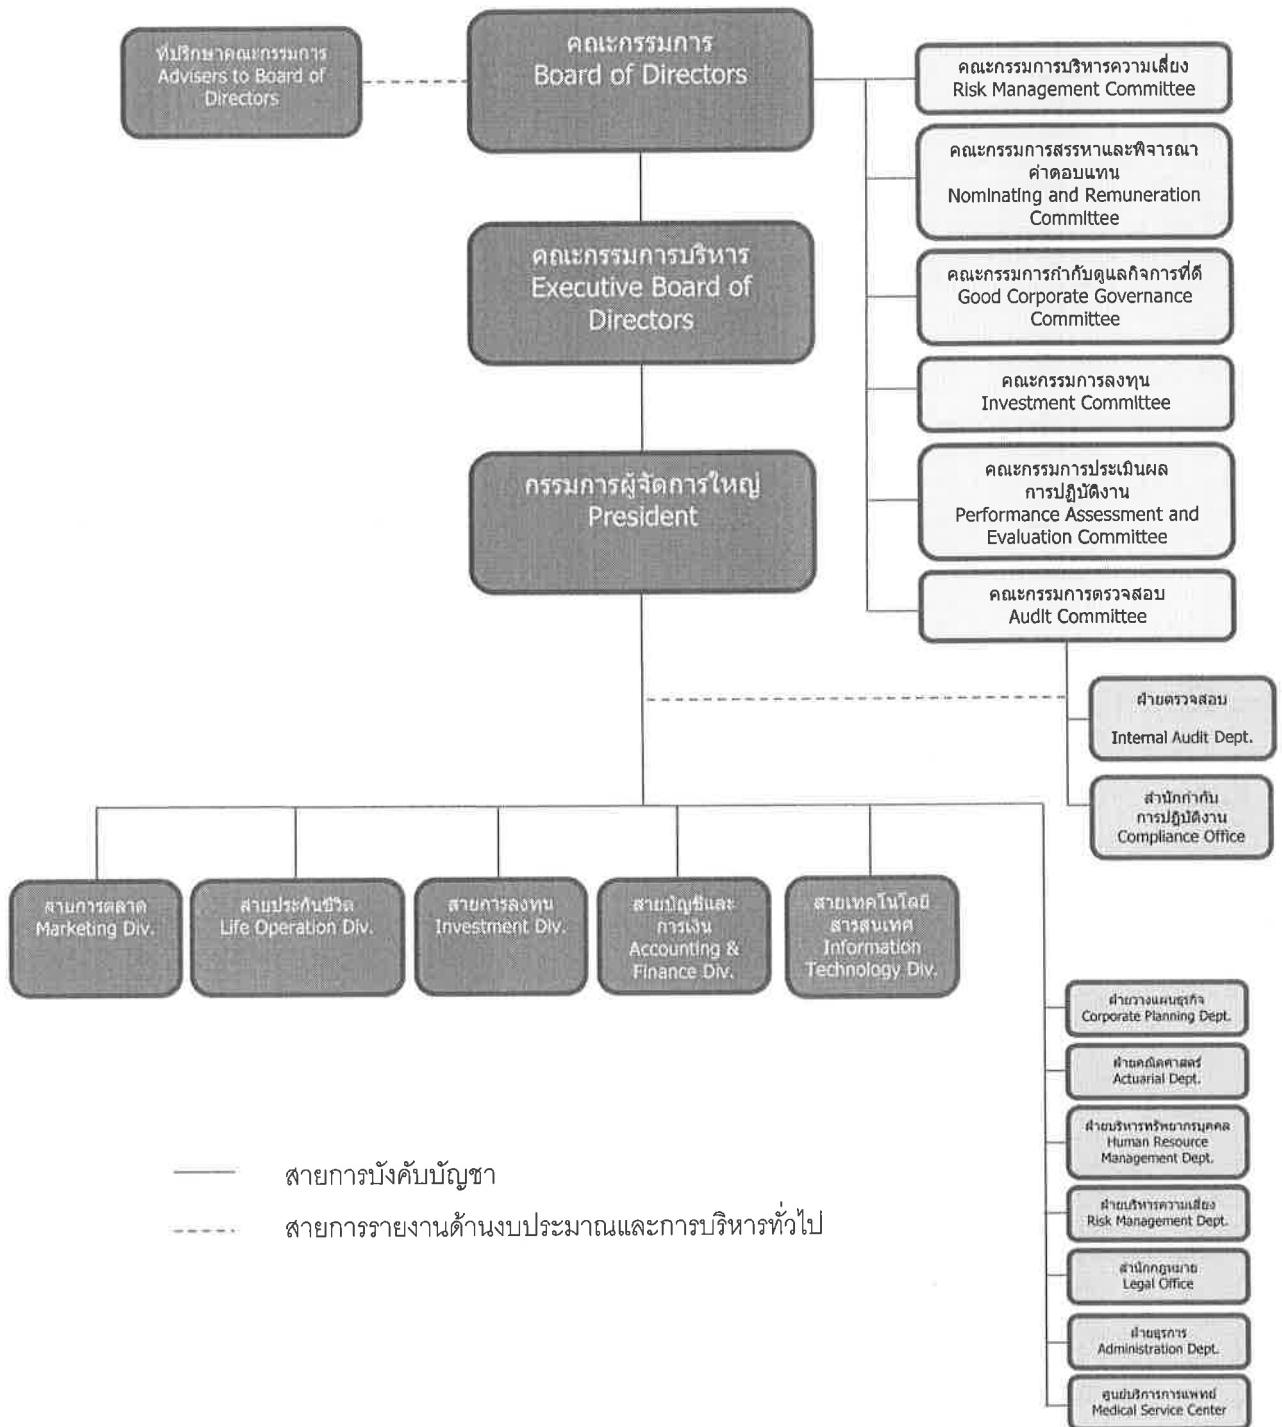 ที่ปรึกษาคณะกรรมการ
Advisers to Board of
Directors
คณะกรรมการ
Board of Directors
คณะกรรมการบริหารความเสี่ยง
Risk Management Committee
คณะกรรมการสรรหาและพิจารณา
ค่าตอบแทน
Nominating and Remuneration
Committee
คณะกรรมการบริหาร
Executive Board of
Directors
คณะกรรมการกำกับดูแลกิจการที่ดี
Good Corporate Governance
Committee
คณะกรรมการลงทุน
Investment Committee
กรรมการผู้จัดการใหญ่
President
คณะกรรมการประเมินผล
การปฏิบัติงาน
Performance Assessment and
Evaluation Committee
คณะกรรมการตรวจสอบ
Audit Committee
ฝ่ายตรวจสอบ
Internal Audit Dept.
สำนักกำกับ
การปฏิบัติงาน
Compliance Office
สายการตลาด
Marketing Div.
สายประกันชีวิต
Life Operation Div.
สายการลงทุน
Investment Div.
สายบัญชีและ
การเงิน
Accounting &
Finance Div.
สายเทคโนโลยี
สารสนเทศ
Information
Technology Div.
ฝ่ายวางแผนธุรกิจ
Corporate Planning Dept.
ฝ่ายคณิตศาสตร์
Actuarial Dept.
ฝ่ายบริหารทรัพยากรบุคคล
Human Resource
Management Dept.
ฝ่ายบริหารความเสี่ยง
Risk Management Dept.
สำนักกฎหมาย
Legal Office
ฝ่ายธุรการ
Administration Dept.
ศูนย์บริการการแพทย์
Medical Service Center
สายการบังคับบัญชา
สายการรายงานด้านงบประมาณและการบริหารทั่วไป